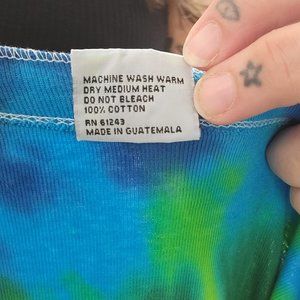 MACHINE WASH WARM
DRY MEDIUM HEAT
DO NOT BLEACH
100% COTTON
RN 61243
MADE IN GUATEMALA